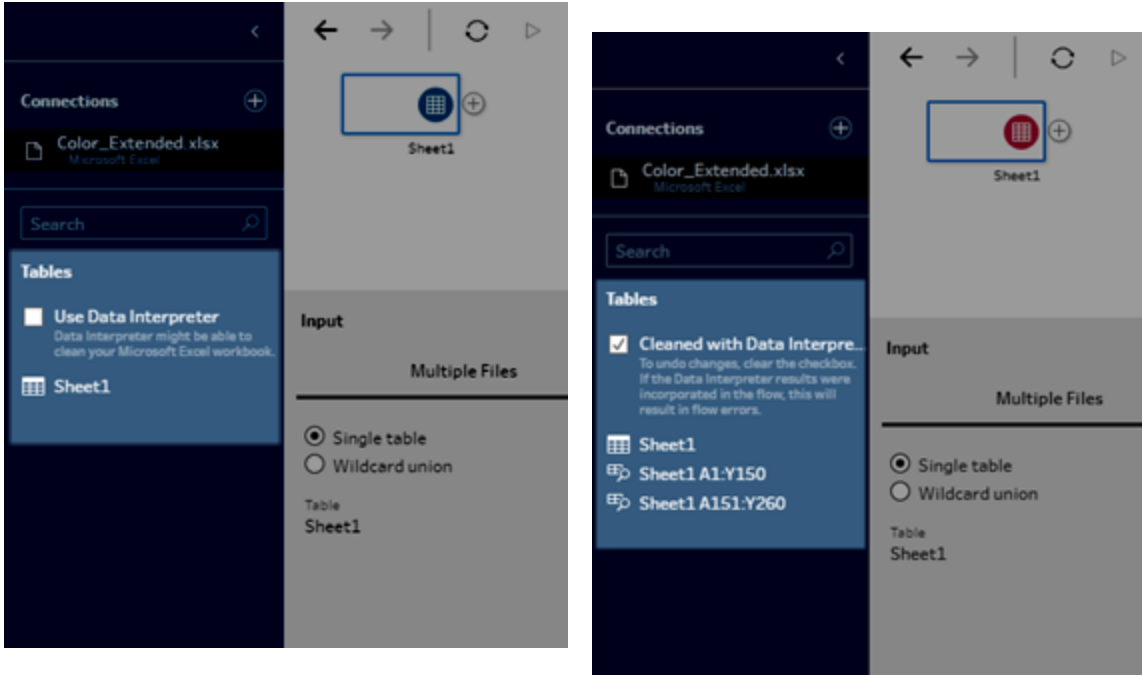 Connections
Color_Extended.xlsx
Microsoft Excel
Search
Tables
Use Data Interpreter
Data Interpreter might be able to
clean your Microsoft Excel workbook.
Sheet1
Sheet1
Input
Multiple Files
Single table
Wildcard union
Table
Sheet1
Connections
Color_Extended.xlsx
Microsoft Excel
Search
Tables
Cleaned with Data Interpre...
To undo changes, clear the checkbox.
If the Data Interpreter results were
incorporated in the flow, this will
result in flow errors.
Sheet1
Sheet1 A1:Y150
Sheet1 A151:Y260
Sheet1
Input
Multiple Files
Single table
Wildcard union
Table
Sheet1